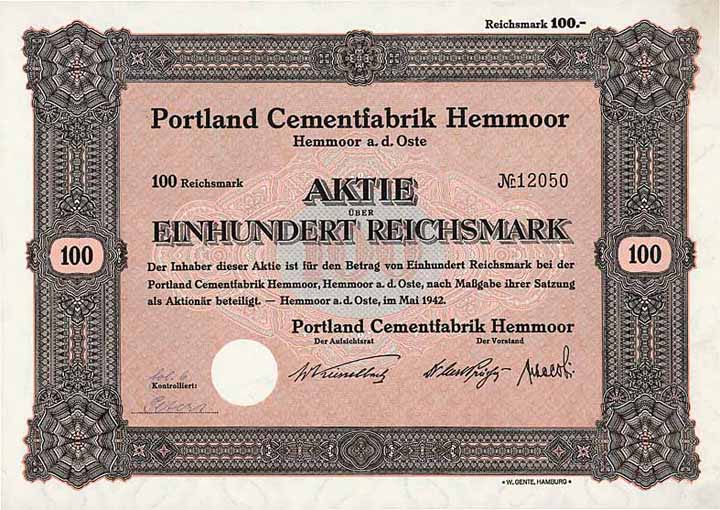 Reichsmark 100.-
Portland Cementfabrik Hemmoor
Hemmoor a. d. Oste
100 Reichsmark
AKTIE
№ 12050
ÜBER
EINHUNDERT REICHSMARK
100
100
Der Inhaber dieser Aktie ist für den Betrag von Einhundert Reichsmark bei der
Portland Cementfabrik Hemmoor, Hemmoor a. d. Oste, nach Maßgabe ihrer Satzung
als Aktionär beteiligt. — Hemmoor a. d. Oste, im Mai 1942.
Portland Cementfabrik Hemmoor
Der Aufsichtsrat
Der Vorstand
Kontrolliert:
* W. GENTE, HAMBURG *